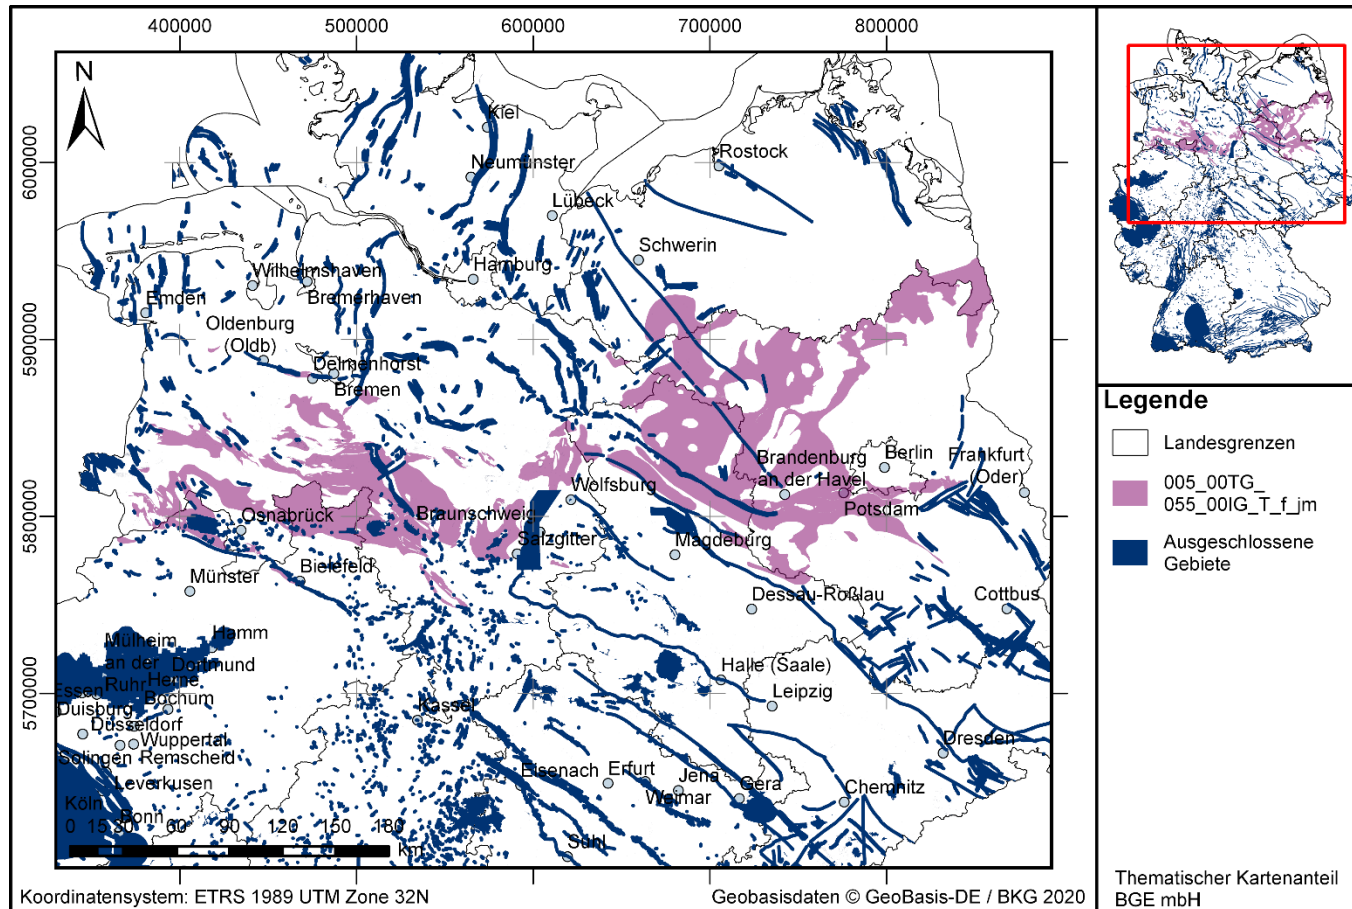 400000
500000
600000
700000
800000
N
Kiel
Neumünster
Rostock
6000000
Lübeck
Schwerin
Hamburg
Wilhelmshaven
Bremerhaven
Emden
Oldenburg
(Oldb)
5900000
Delmenhorst
Bremen
Berlin
Frankfurt
(Oder)
Brandenburg
an der Havel
Wolfsburg
Potsdam
Braunschweig
Osnabrück
5800000
Salzgitter
Magdeburg
Bielefeld
Münster
Dessau-Roßlau
Cottbus
Hamm
Mülheim
an der
Ruhr
Dortmund
Herne
Essen
Bochum
Halle (Saale)
Leipzig
5700000
Duisburg
Düsseldorf
Kassel
Wuppertal
Solingen
Remscheid
Dresden
Leverkusen
Eisenach
Erfurt
Jena
Weimar
Gera
Chemnitz
Köln
Bonn
Suhl
0 15 30 60 90 120 150 180
km
Koordinatensystem: ETRS 1989 UTM Zone 32N
Geobasisdaten © GeoBasis-DE / BKG 2020
Legende
Landesgrenzen
005_00TG_
055_00IG_T_f_jm
Ausgeschlossene
Gebiete
Thematischer Kartenanteil
BGE mbH